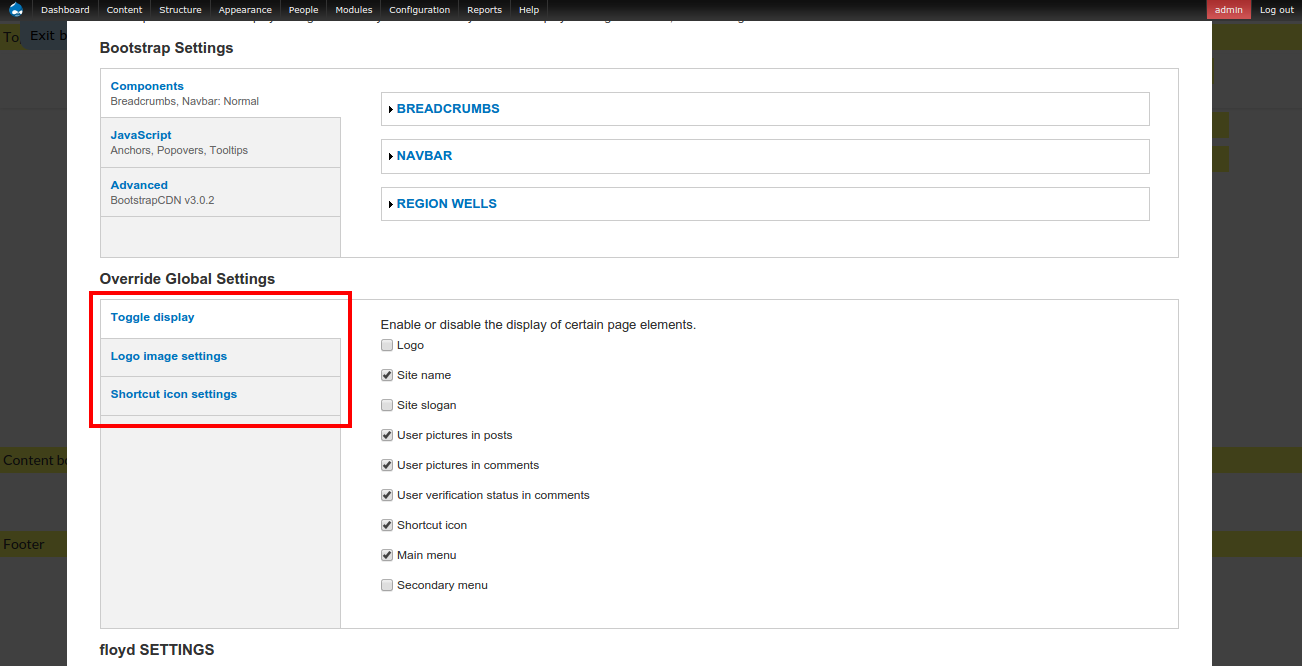 Dashboard Content Structure Appearance People Modules Configuration Reports Help admin Log out
To
Exit b
Bootstrap Settings
Components
Breadcrumbs, Navbar: Normal
JavaScript
Anchors, Popovers, Tooltips
Advanced
BootstrapCDN v3.0.2
BREADCRUMBS
NAVBAR
REGION WELLS
Override Global Settings
Toggle display
Logo image settings
Shortcut icon settings
Enable or disable the display of certain page elements.
Logo
Site name
Site slogan
User pictures in posts
User pictures in comments
User verification status in comments
Shortcut icon
Main menu
Secondary menu
Content bo
Footer
floyd SETTINGS